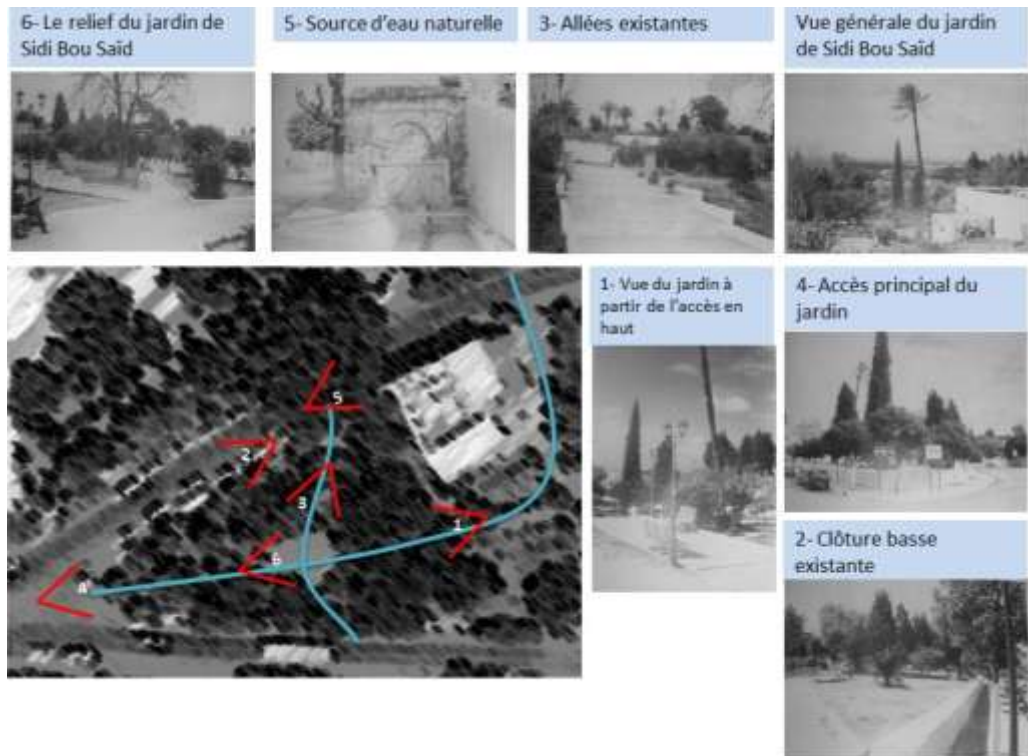 6- Le relief du jardin de
Sidi Bou Saïd
5- Source d'eau naturelle
3- Allées existantes
Vue générale du jardin
de Sidi Bou Saïd
1- Vue du jardin à
partir de l'accès en
haut
4- Accès principal du
jardin
2- Clôture basse
existante
5
2
3
1
6